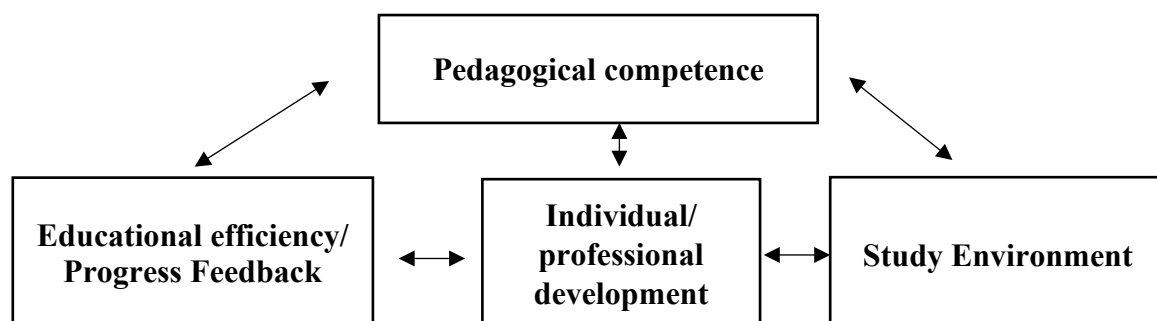 Pedagogical competence
Educational efficiency/
Progress Feedback
Individual/
professional
development
Study Environment